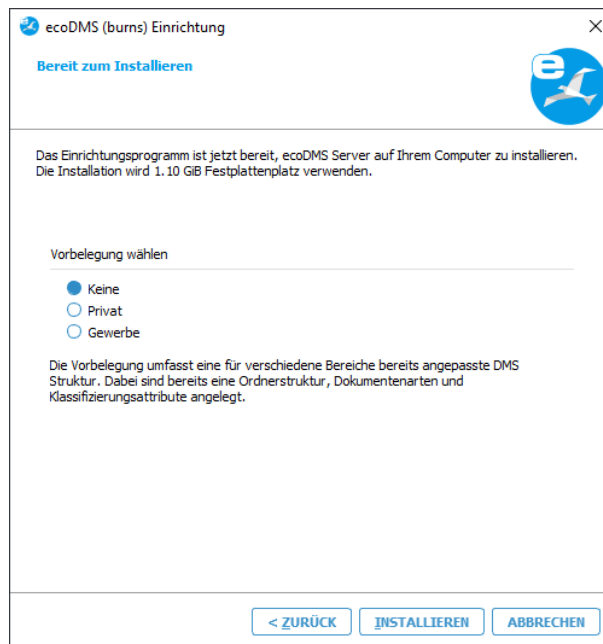 ecoDMS (burns) Einrichtung
Bereit zum Installieren
e
Das Einrichtungsprogramm ist jetzt bereit, ecoDMS Server auf Ihrem Computer zu installieren.
Die Installation wird 1.10 GiB Festplattenplatz verwenden.
Vorbelegung wählen
Keine
Privat
Gewerbe
Die Vorbelegung umfasst eine für verschiedene Bereiche bereits angepasste DMS
Struktur. Dabei sind bereits eine Ordnerstruktur, Dokumentenarten und
Klassifizierungsattribute angelegt.
< ZURÜCK INSTALLIEREN ABBRECHEN